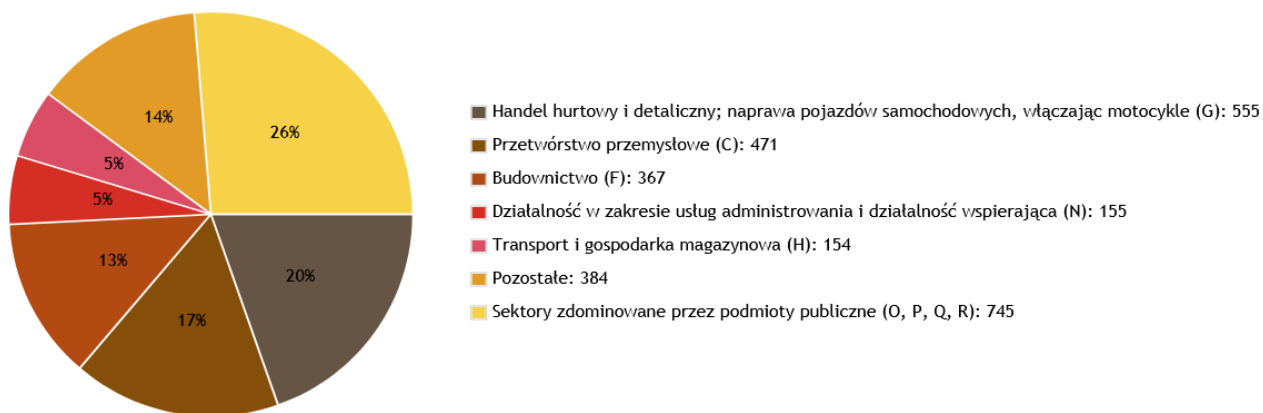 26%
14%
5%
5%
13%
17%
20%
Handel hurtowy i detaliczny; naprawa pojazdów samochodowych, włączając motocykle (G): 555
Przetwórstwo przemysłowe (C): 471
Budownictwo (F): 367
Działalność w zakresie usług administrowania i działalność wspierająca (N): 155
Transport i gospodarka magazynowa (H): 154
Pozostałe: 384
Sektory zdominowane przez podmioty publiczne (O, P, Q, R): 745